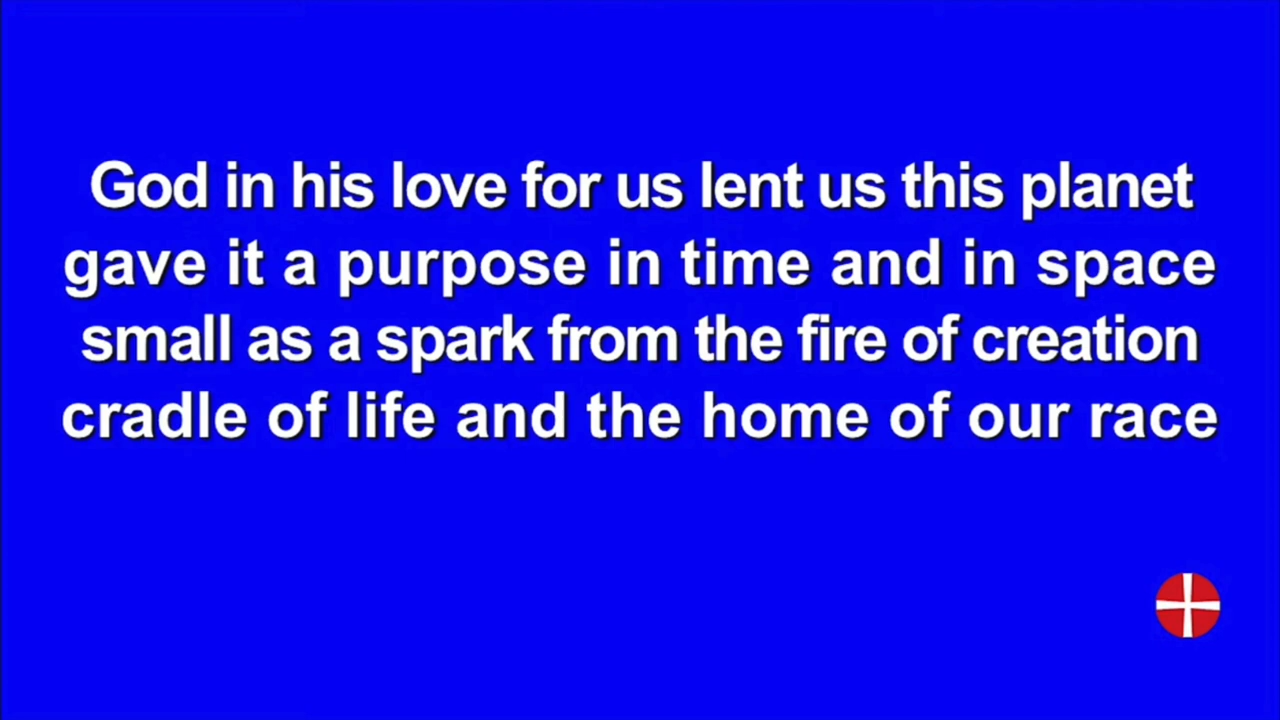 God in his love for us lent us this planet
gave it a purpose in time and in space
small as a spark from the fire of creation
cradle of life and the home of our race